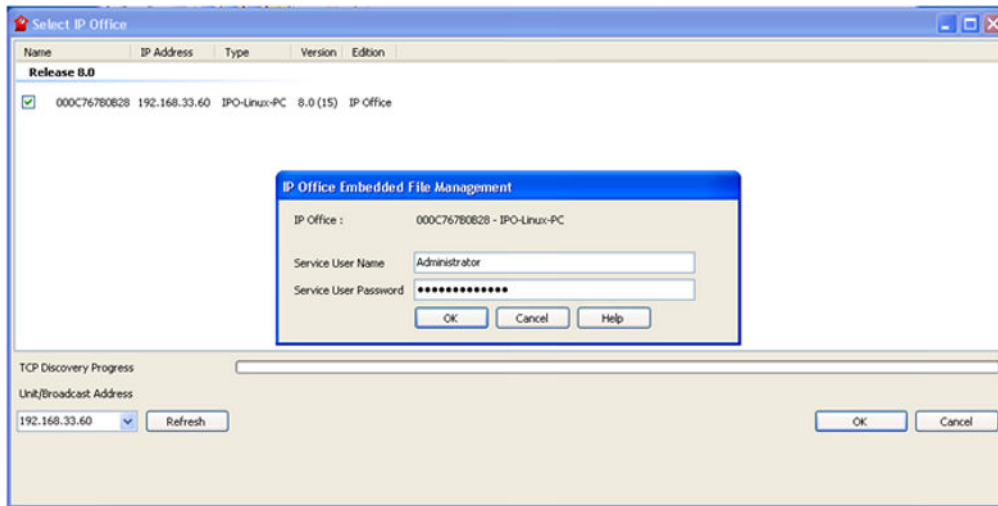 Select IP Office
Name IP Address Type Version Edition
Release 8.0
000C767B0B28 192.168.33.60 IPO-Linux-PC 8.0 (15) IP Office
IP Office Embedded File Management
IP Office : 000C767B0B28 - IPO-Linux-PC
Service User Name Administrator
Service User Password •••••••••••••
OK Cancel Help
TCP Discovery Progress
Unit/Broadcast Address
192.168.33.60 Refresh OK Cancel